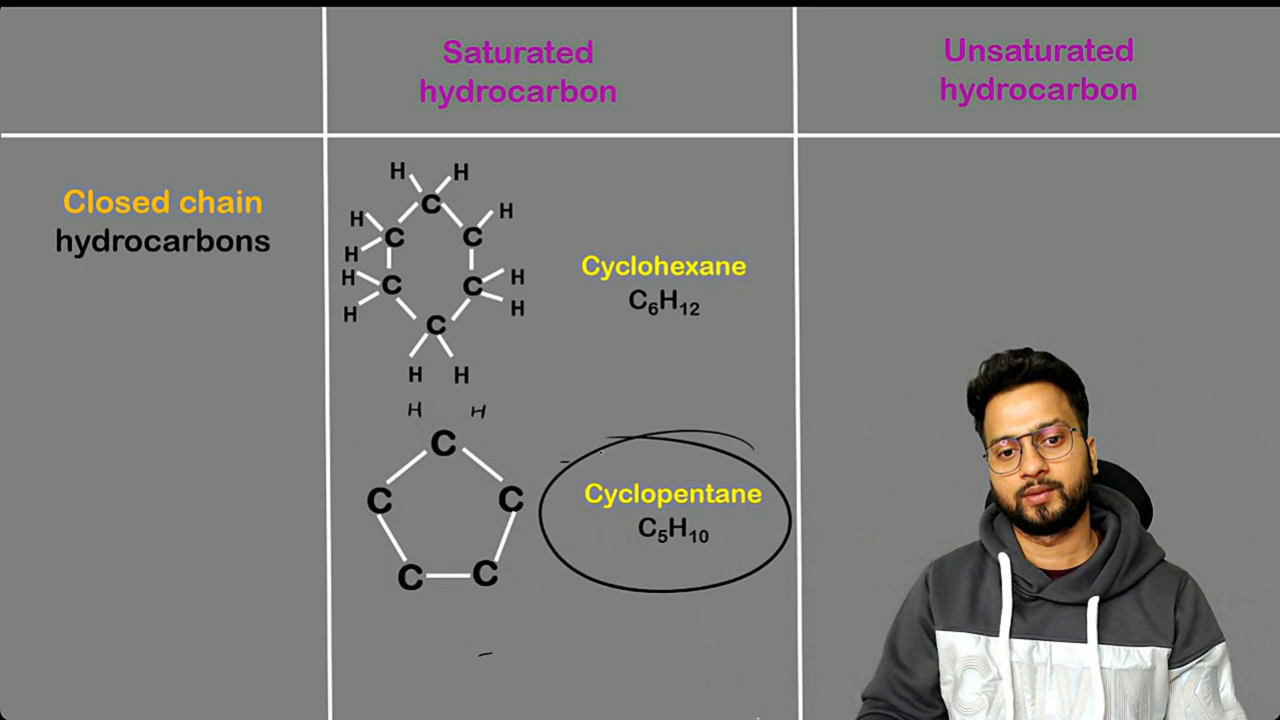 Saturated
hydrocarbon
Unsaturated
hydrocarbon
Closed chain
hydrocarbons
H H
C
H C C H
H
H C C H
H H
C
H H
Cyclohexane
C₆H₁₂
H H
C
C C
C C
Cyclopentane
C₅H₁₀